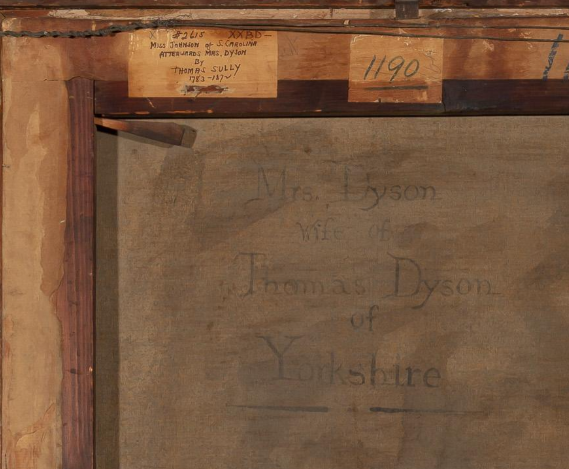 #2615 XXBD-
MISS JOHNSON of S. CAROLINA
AFTERWARDS MRS. DYSON
By
THOMAS SULLY
1783-187
1190
Mrs. Dyson
Wife of
Thomas Dyson
of
Yorkshire